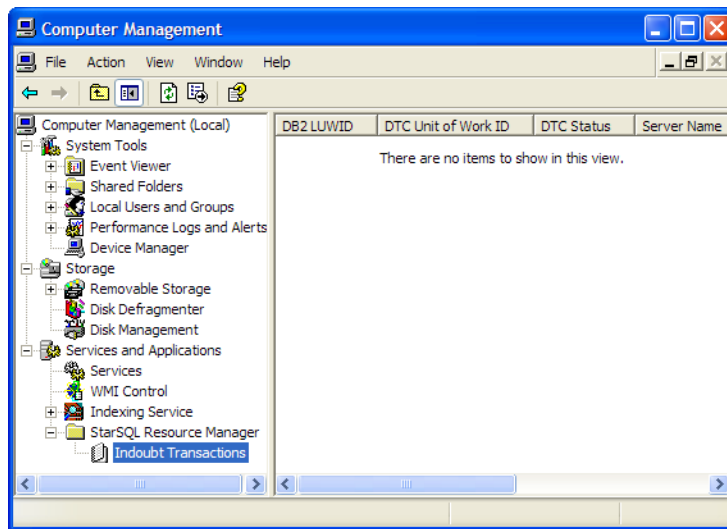 Computer Management
File Action View Window Help
Computer Management (Local)
System Tools
Event Viewer
Shared Folders
Local Users and Groups
Performance Logs and Alerts
Device Manager
Storage
Removable Storage
Disk Defragmenter
Disk Management
Services and Applications
Services
WMI Control
Indexing Service
StarSQL Resource Manager
Indoubt Transactions
DB2 LUWID DTC Unit of Work ID DTC Status Server Name
There are no items to show in this view.